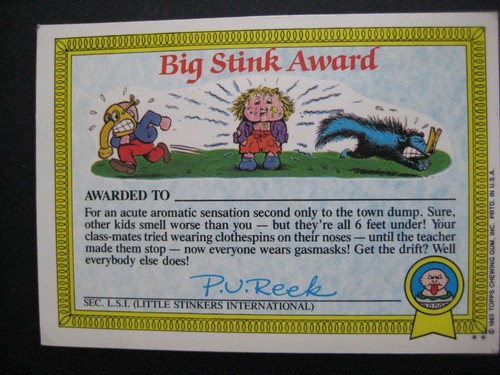 Big Stink Award
AWARDED TO
For an acute aromatic sensation second only to the town dump. Sure,
other kids smell worse than you — but they're all 6 feet under! Your
class-mates tried wearing clothespins on their noses — until the teacher
made them stop — now everyone wears gasmasks! Get the drift? Well
everybody else does!
P.U. Reek
SEC. L.S.I. (LITTLE STINKERS INTERNATIONAL)
© 1985 TOPPS CHEWING GUM, INC. PRTD. IN U.S.A.